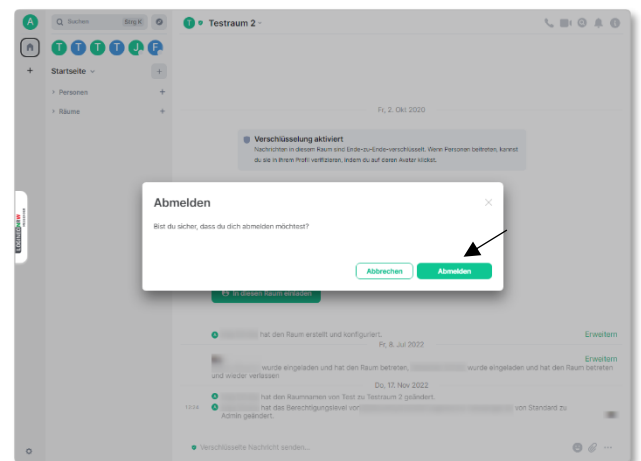 A
Suchen
Strg K
T
T
T
T
J
F
Startseite
Personen
Räume
T
Testraum 2
Fr, 2. Okt 2020
Verschlüsselung aktiviert
Nachrichten in diesem Raum sind Ende-zu-Ende-verschlüsselt. Wenn Personen beitreten, kannst
du sie in ihrem Profil verifizieren, indem du auf deren Avatar klickst.
Abmelden
Bist du sicher, dass du dich abmelden möchtest?
Abbrechen
Abmelden
In diesen Raum einladen
hat den Raum erstellt und konfiguriert.
Erweitern
Fr, 8. Jul 2022
Erweitern
wurde eingeladen und hat den Raum betreten,
wurde eingeladen und hat den Raum betreten
und wieder verlassen
Do, 17. Nov 2022
hat den Raumnamen von Test zu Testraum 2 geändert.
hat das Berechtigungslevel von
von Standard zu
Admin geändert.
Verschlüsselte Nachricht senden...